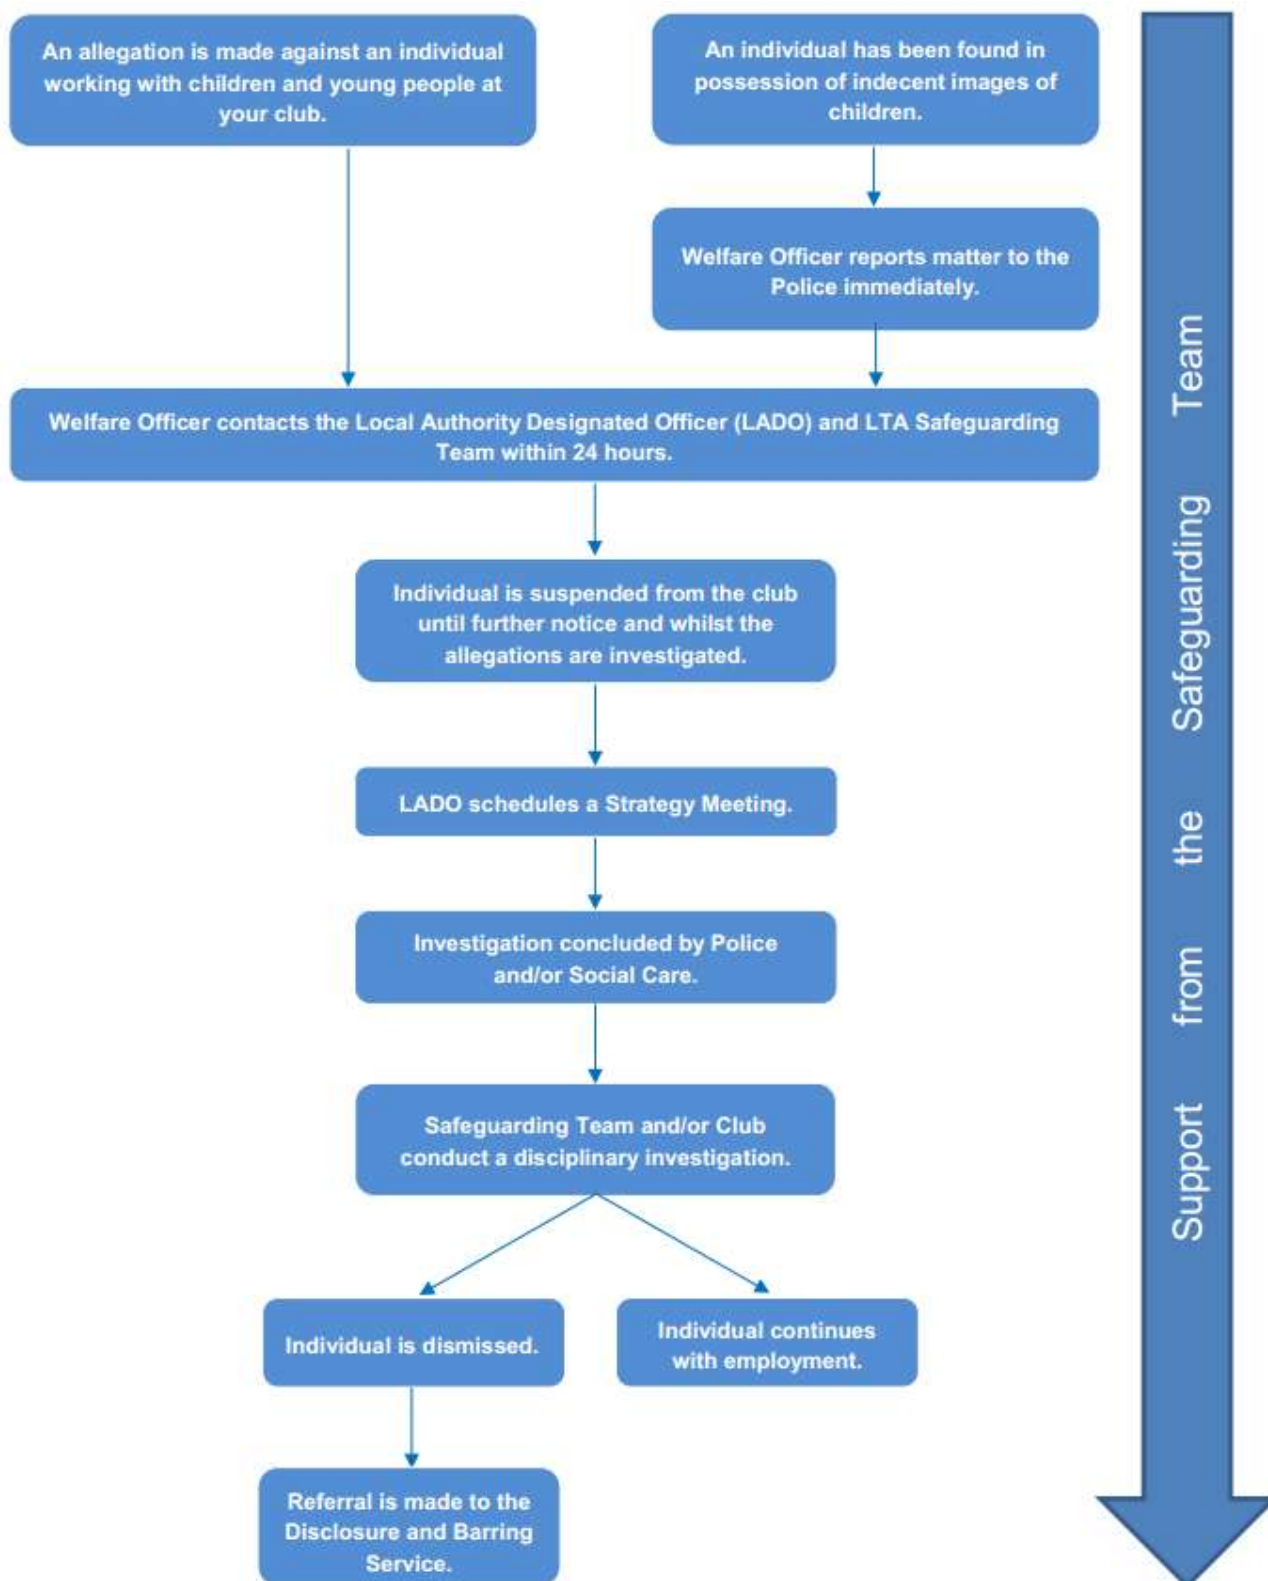 An allegation is made against an individual
working with children and young people at
your club.
An individual has been found in
possession of indecent images of
children.
Welfare Officer reports matter to the
Police immediately.
Welfare Officer contacts the Local Authority Designated Officer (LADO) and LTA Safeguarding
Team within 24 hours.
Individual is suspended from the club
until further notice and whilst the
allegations are investigated.
LADO schedules a Strategy Meeting.
Investigation concluded by Police
and/or Social Care.
Safeguarding Team and/or Club
conduct a disciplinary investigation.
Individual is dismissed.
Individual continues
with employment.
Referral is made to the
Disclosure and Barring
Service.
Support from the Safeguarding Team